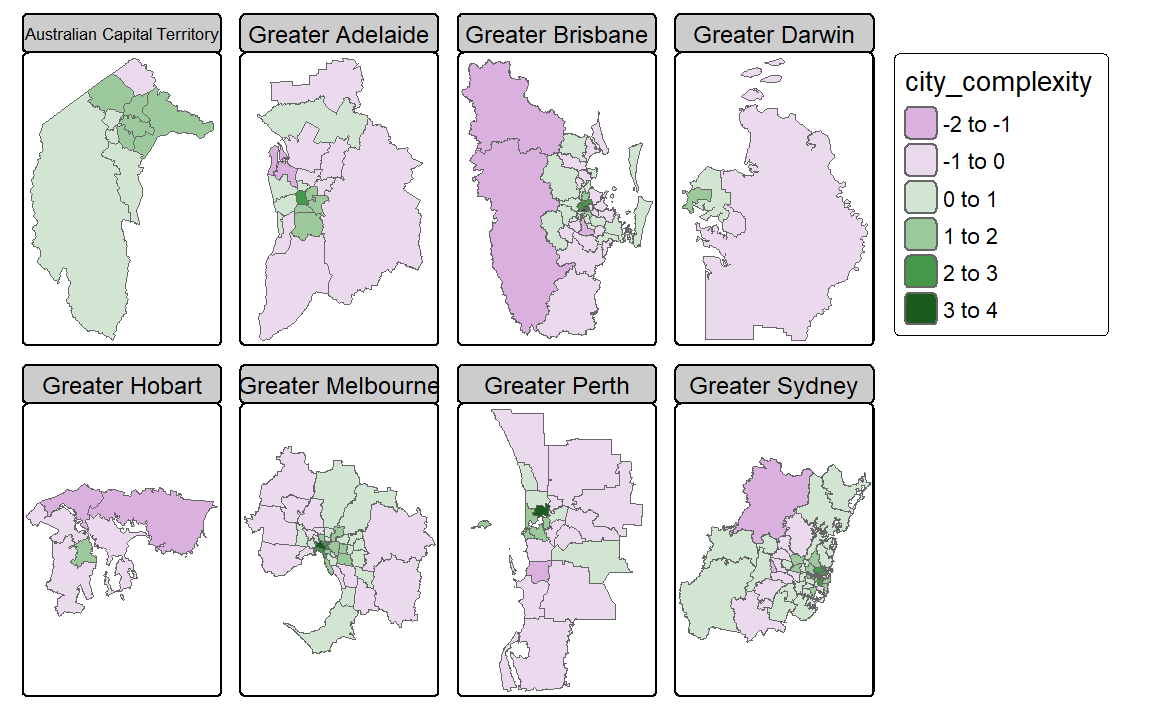 Australian Capital Territory
Greater Adelaide
Greater Brisbane
Greater Darwin
city_complexity
-2 to -1
-1 to 0
0 to 1
1 to 2
2 to 3
3 to 4
Greater Hobart
Greater Melbourne
Greater Perth
Greater Sydney